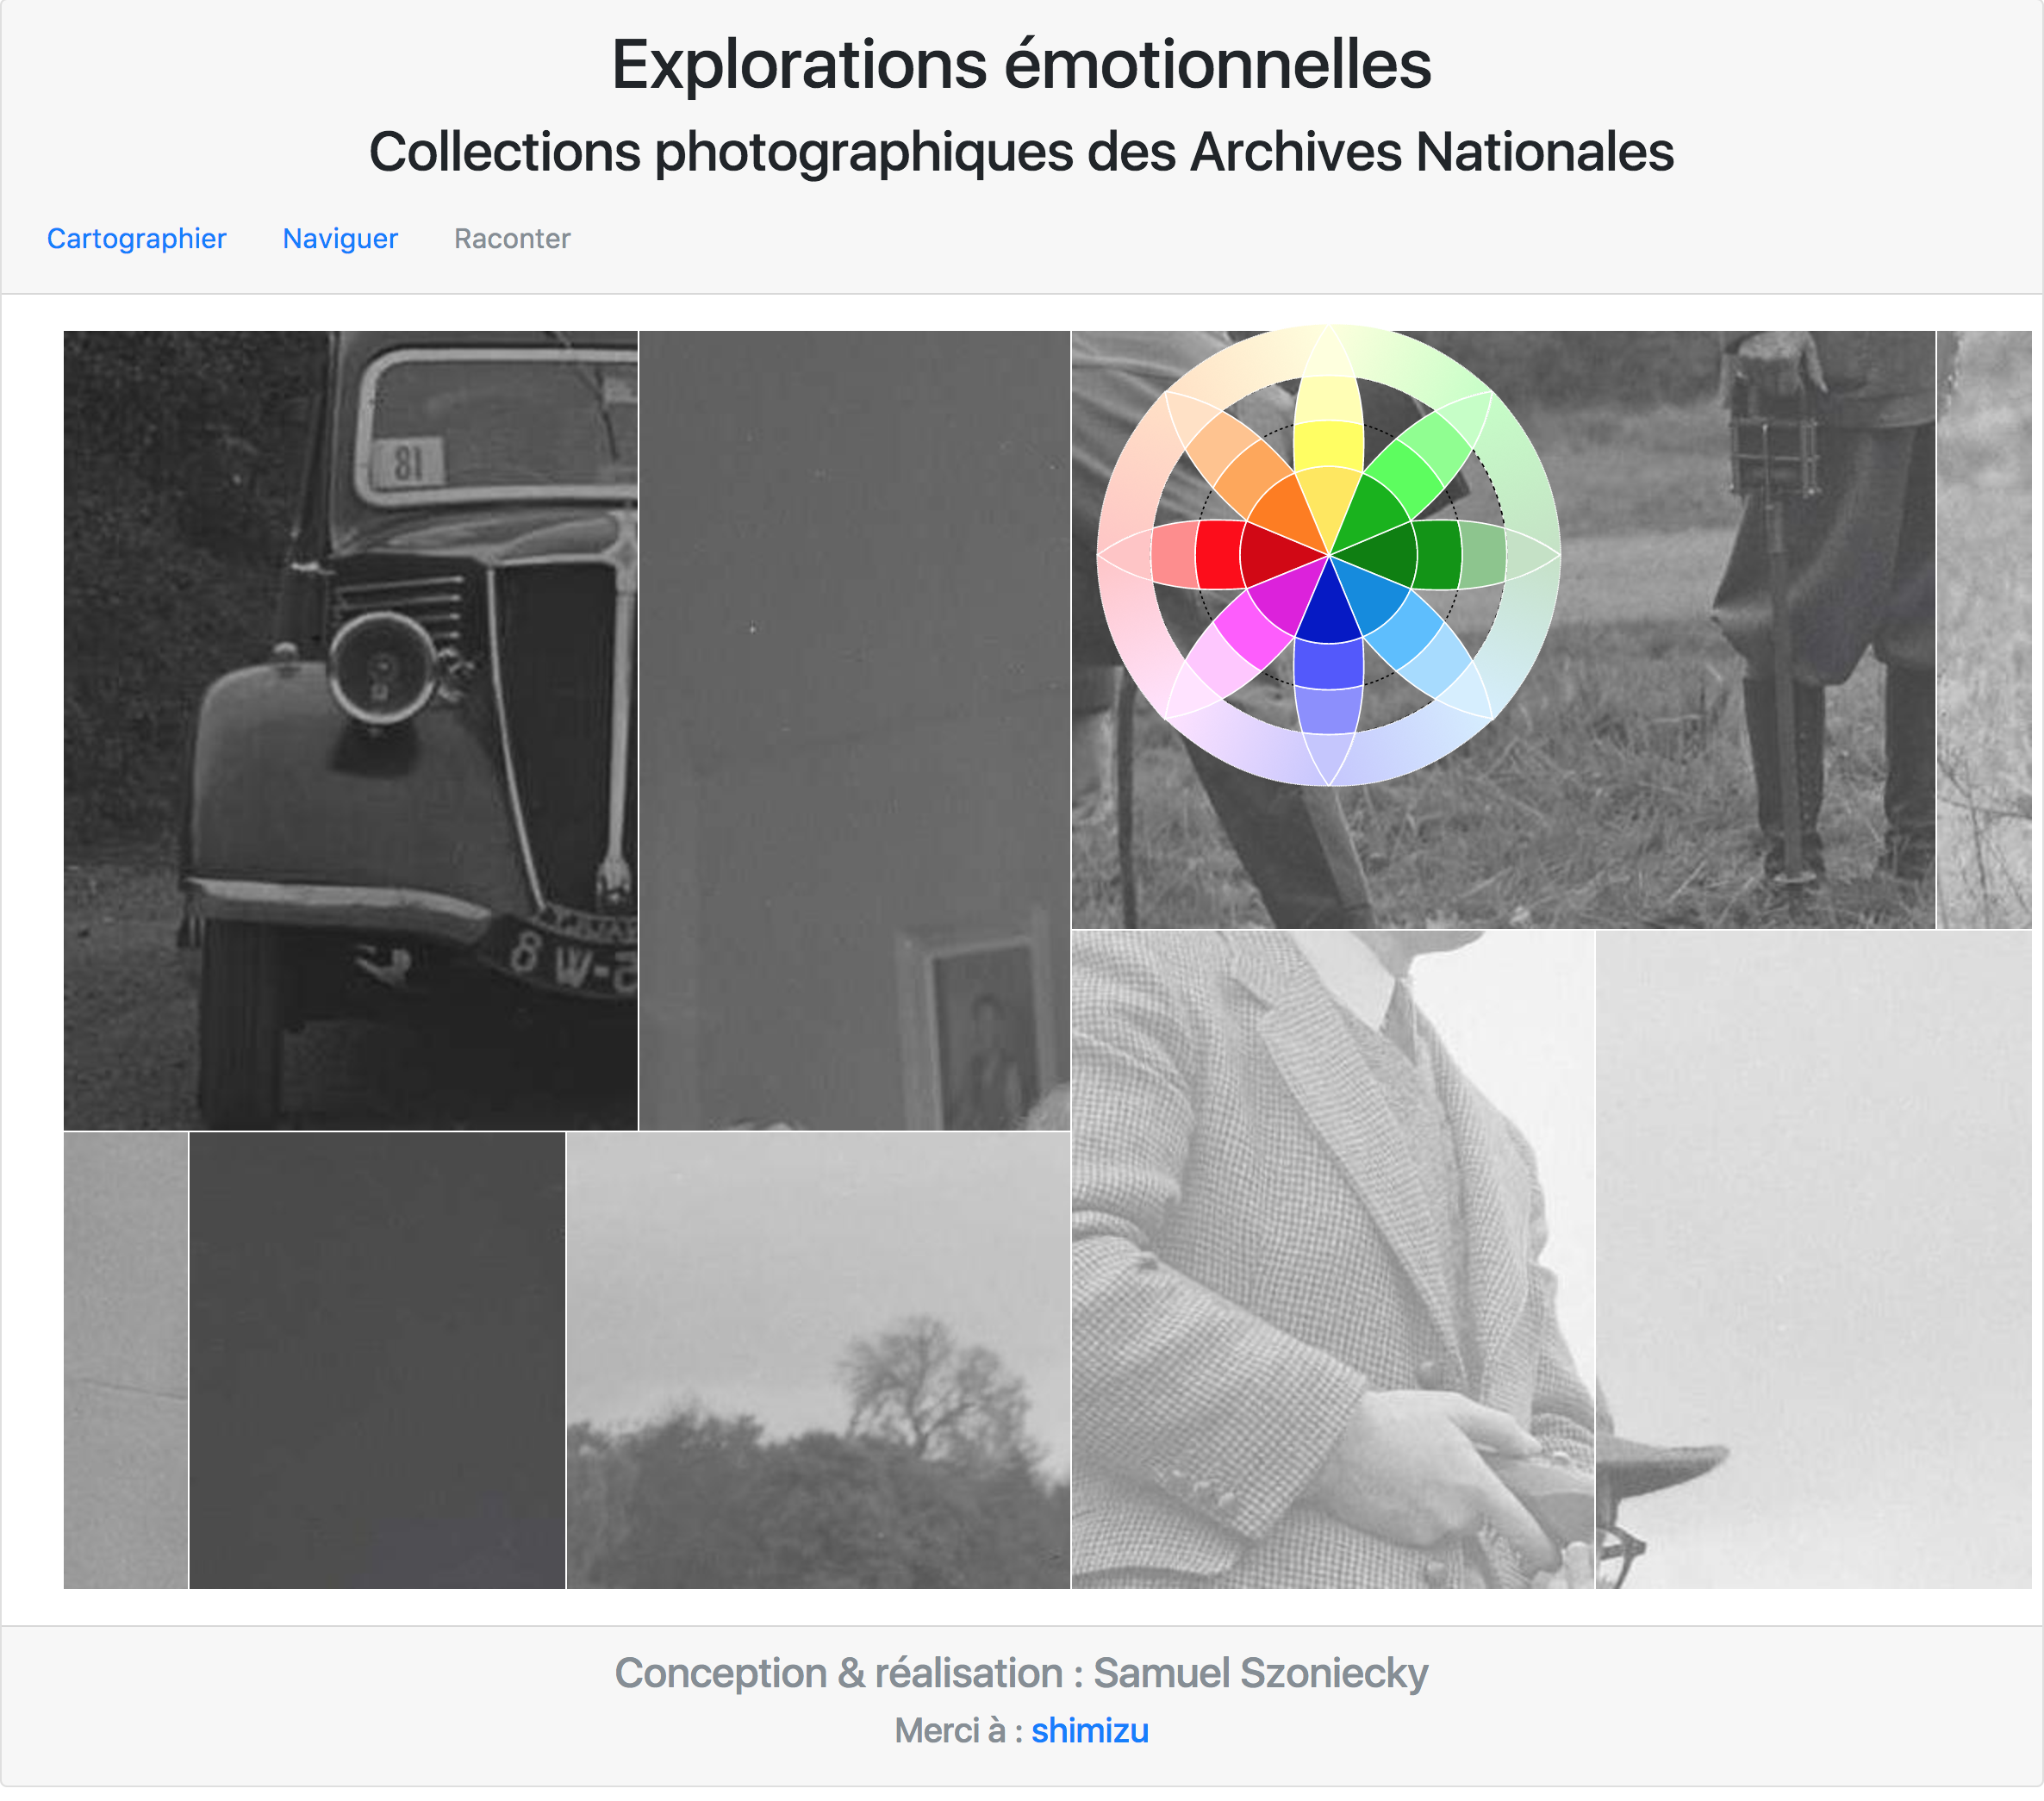 Explorations émotionnelles
Collections photographiques des Archives Nationales
Cartographier Naviguer Raconter
81
8 W-
Conception & réalisation : Samuel Szoniecky
Merci à : shimizu